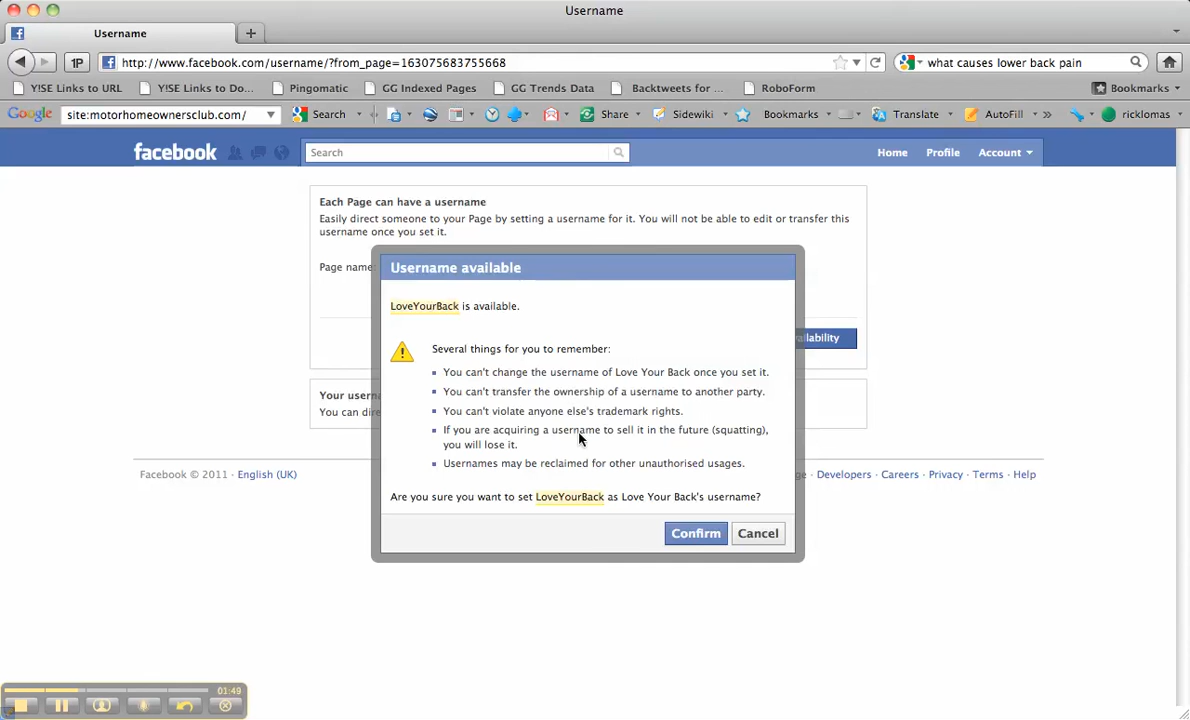 Username
Username
http://www.facebook.com/username/?from_page=163075683755668
1P
what causes lower back pain
Y!SE Links to URL
Y!SE Links to Do...
Pingomatic
GG Indexed Pages
GG Trends Data
Backtweets for ...
RoboForm
Bookmarks
Google
site:motorhomeownersclub.com/
Search
Share
Sidewiki
Bookmarks
Translate
AutoFill
ricklomas
facebook
Search
Home
Profile
Account
Each Page can have a username
Easily direct someone to your Page by setting a username for it. You will not be able to edit or transfer this
username once you set it.
Page name:
Username available
LoveYourBack is available.
Several things for you to remember:
You can't change the username of Love Your Back once you set it.
You can't transfer the ownership of a username to another party.
You can't violate anyone else's trademark rights.
If you are acquiring a username to sell it in the future (squatting),
you will lose it.
Usernames may be reclaimed for other unauthorised usages.
Are you sure you want to set LoveYourBack as Love Your Back's username?
Confirm
Cancel
ilability
Your usern
You can dir
Facebook © 2011 · English (UK)
ge · Developers · Careers · Privacy · Terms · Help
01:49